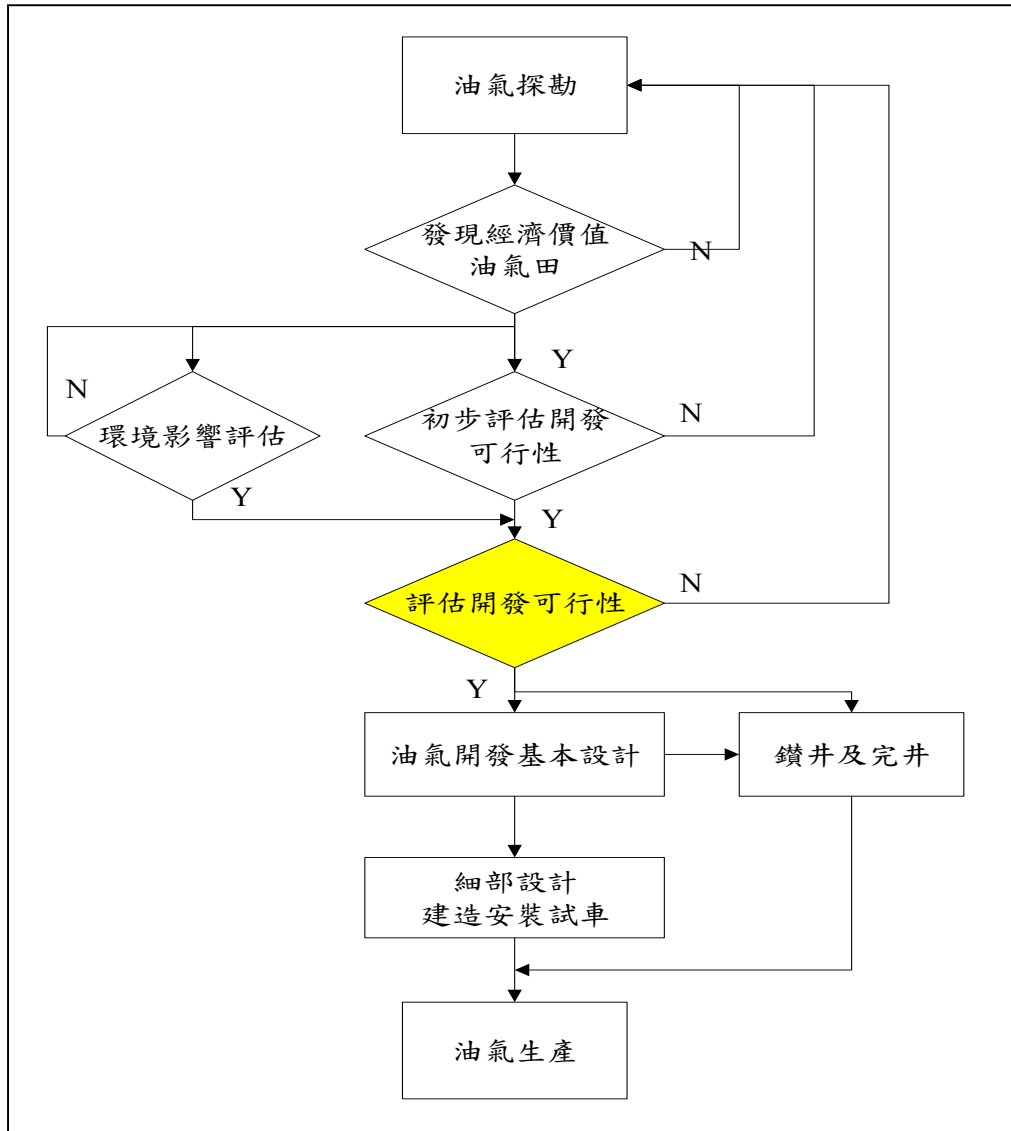 油氣探勘
發現經濟價值
油氣田
N
Y
N
環境影響評估
初步評估開發
可行性
N
Y
Y
評估開發可行性
N
Y
油氣開發基本設計
鑽井及完井
細部設計
建造安裝試車
油氣生產